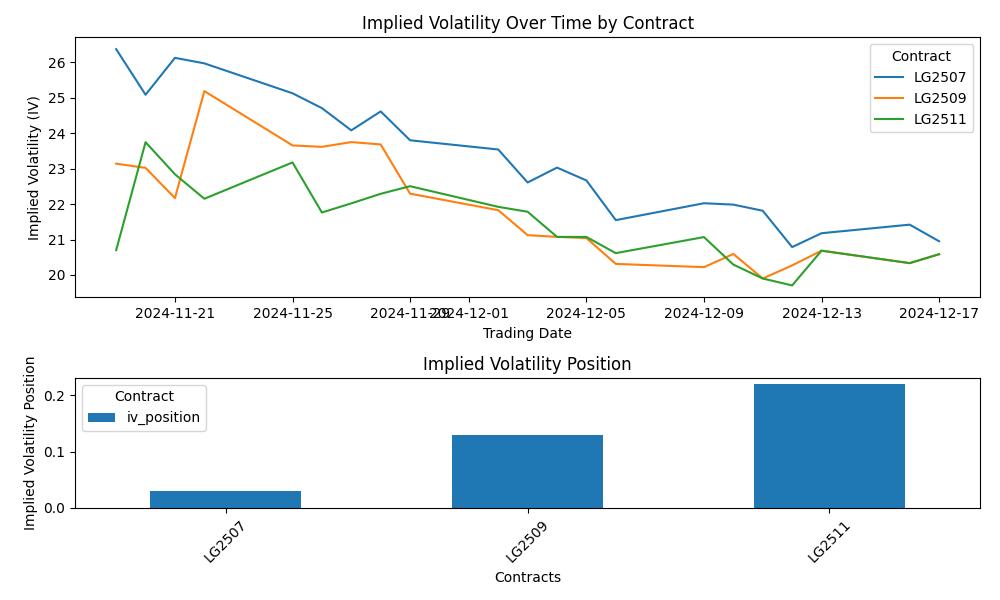 Implied Volatility Over Time by Contract
Implied Volatility (IV)
26
25
24
23
22
21
20
Contract
LG2507
LG2509
LG2511
2024-11-21 2024-11-25 2024-11-29 2024-12-01 2024-12-05 2024-12-09 2024-12-13 2024-12-17
Trading Date
Implied Volatility Position
Implied Volatility Position
0.2
0.1
0.0
Contract
iv_position
LG2507 LG2509 LG2511
Contracts